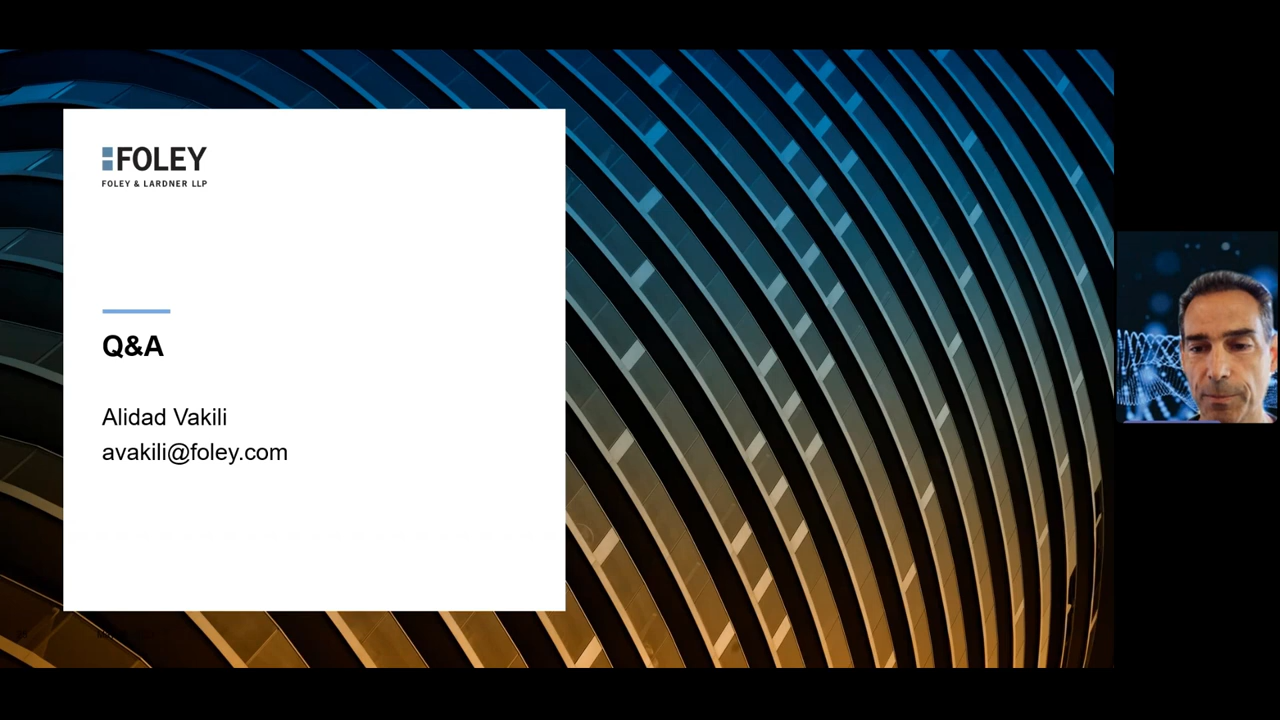 FOLEY
FOLEY & LARDNER LLP
Q&A
Alidad Vakili
avakili@foley.com